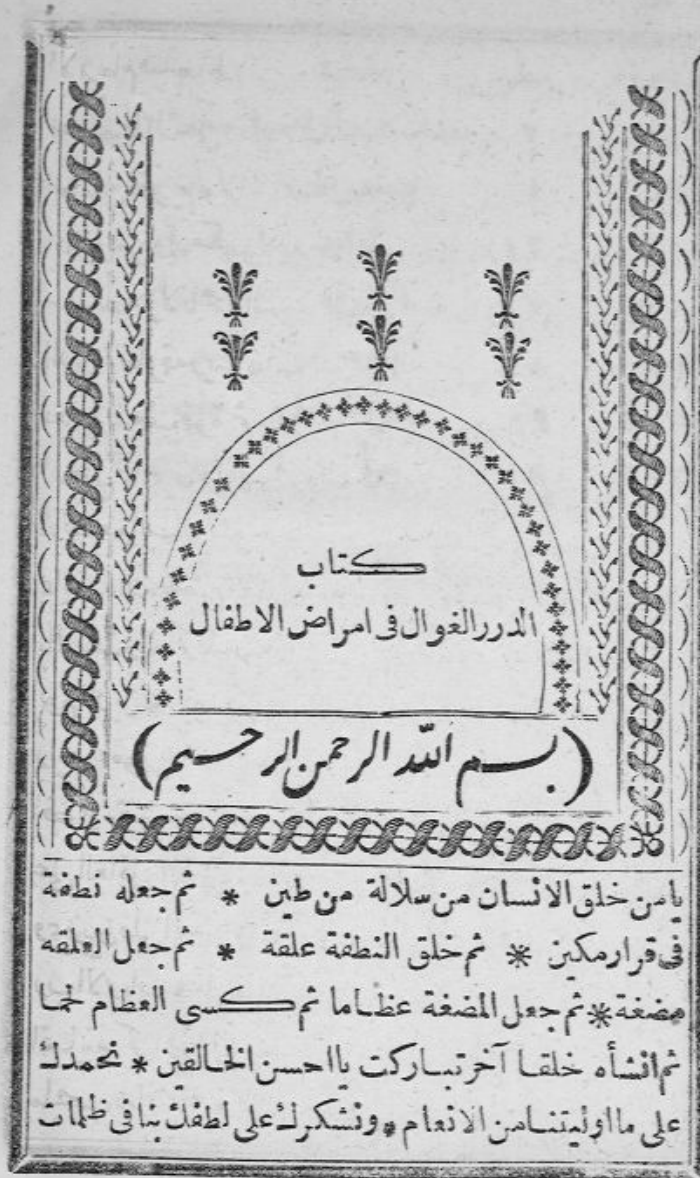 كتاب
الدرر الغوال فى امراض الاطفال
(بسم الله الرحمن الرحيم)
يا من خلق الانسان من سلالة من طين * ثم جعله نطفة
فى قرار مكين * ثم خلق النطفة علقة * ثم جعل العلقه
مضغة * ثم جعل المضغة عظاما ثم كسى العظام لحما
ثم انشأه خلقا آخر تباركت يا احسن الخالقين * نحمدك
على ما اوليتنا من الانعام * ونشكرك على لطفك بنا فى ظلمات